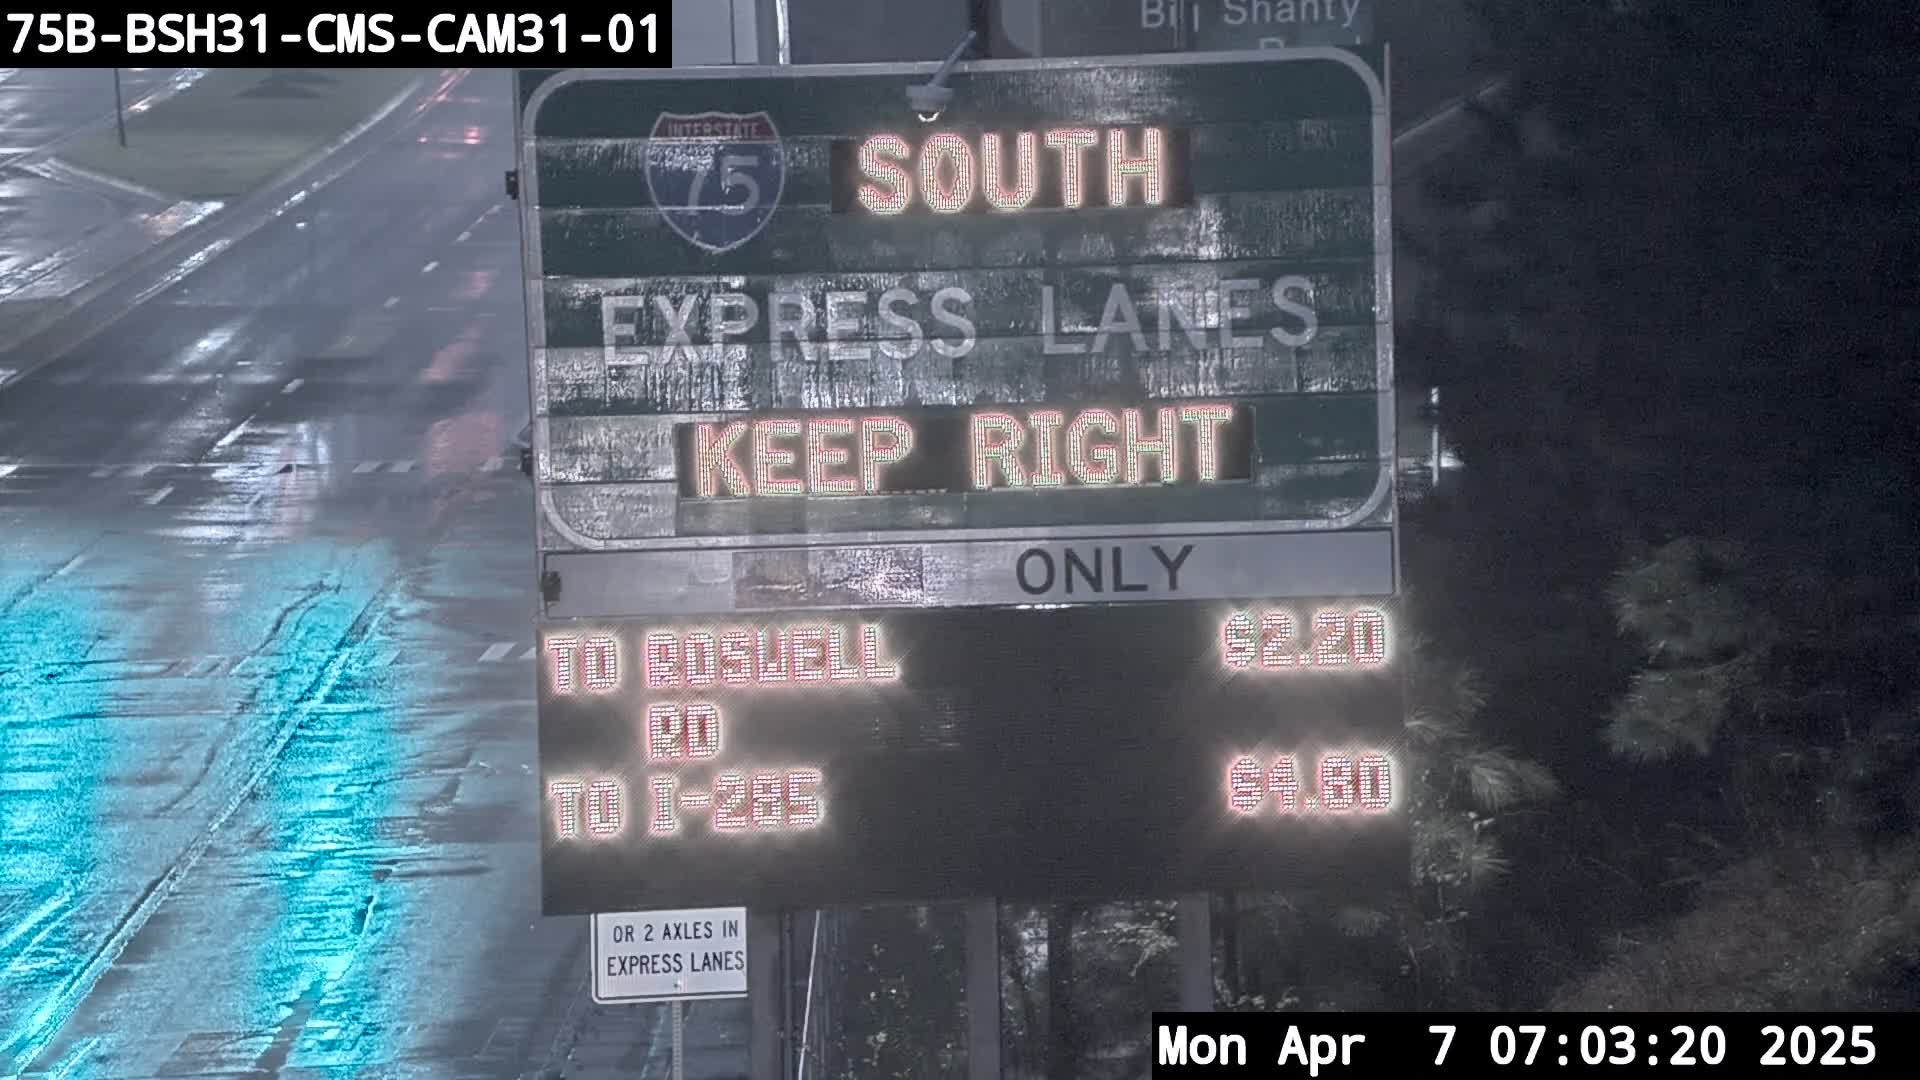 75B-BSH31-CMS-CAM31-01
Shanty
INTERSTATE
75
SOUTH
EXPRESS LANES
KEEP RIGHT
ONLY
TO ROSWELL $2.20
RD
TO I-285 $4.80
OR 2 AXLES IN
EXPRESS LANES
Mon Apr 7 07:03:20 2025